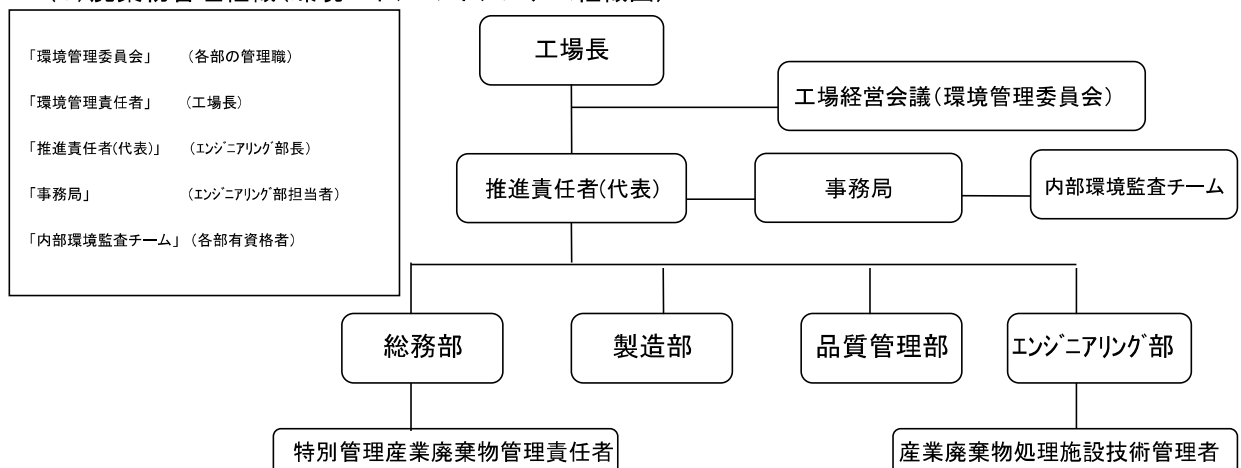 「環境管理委員会」 (各部の管理職)
「環境管理責任者」 (工場長)
「推進責任者(代表)」 (ｴﾝｼﾞﾆｱﾘﾝｸﾞ部長)
「事務局」 (ｴﾝｼﾞﾆｱﾘﾝｸﾞ部担当者)
「内部環境監査チーム」 (各部有資格者)
工場長
工場経営会議(環境管理委員会)
推進責任者(代表)
事務局
内部環境監査チーム
総務部
製造部
品質管理部
ｴﾝｼﾞﾆｱﾘﾝｸﾞ部
特別管理産業廃棄物管理責任者
産業廃棄物処理施設技術管理者